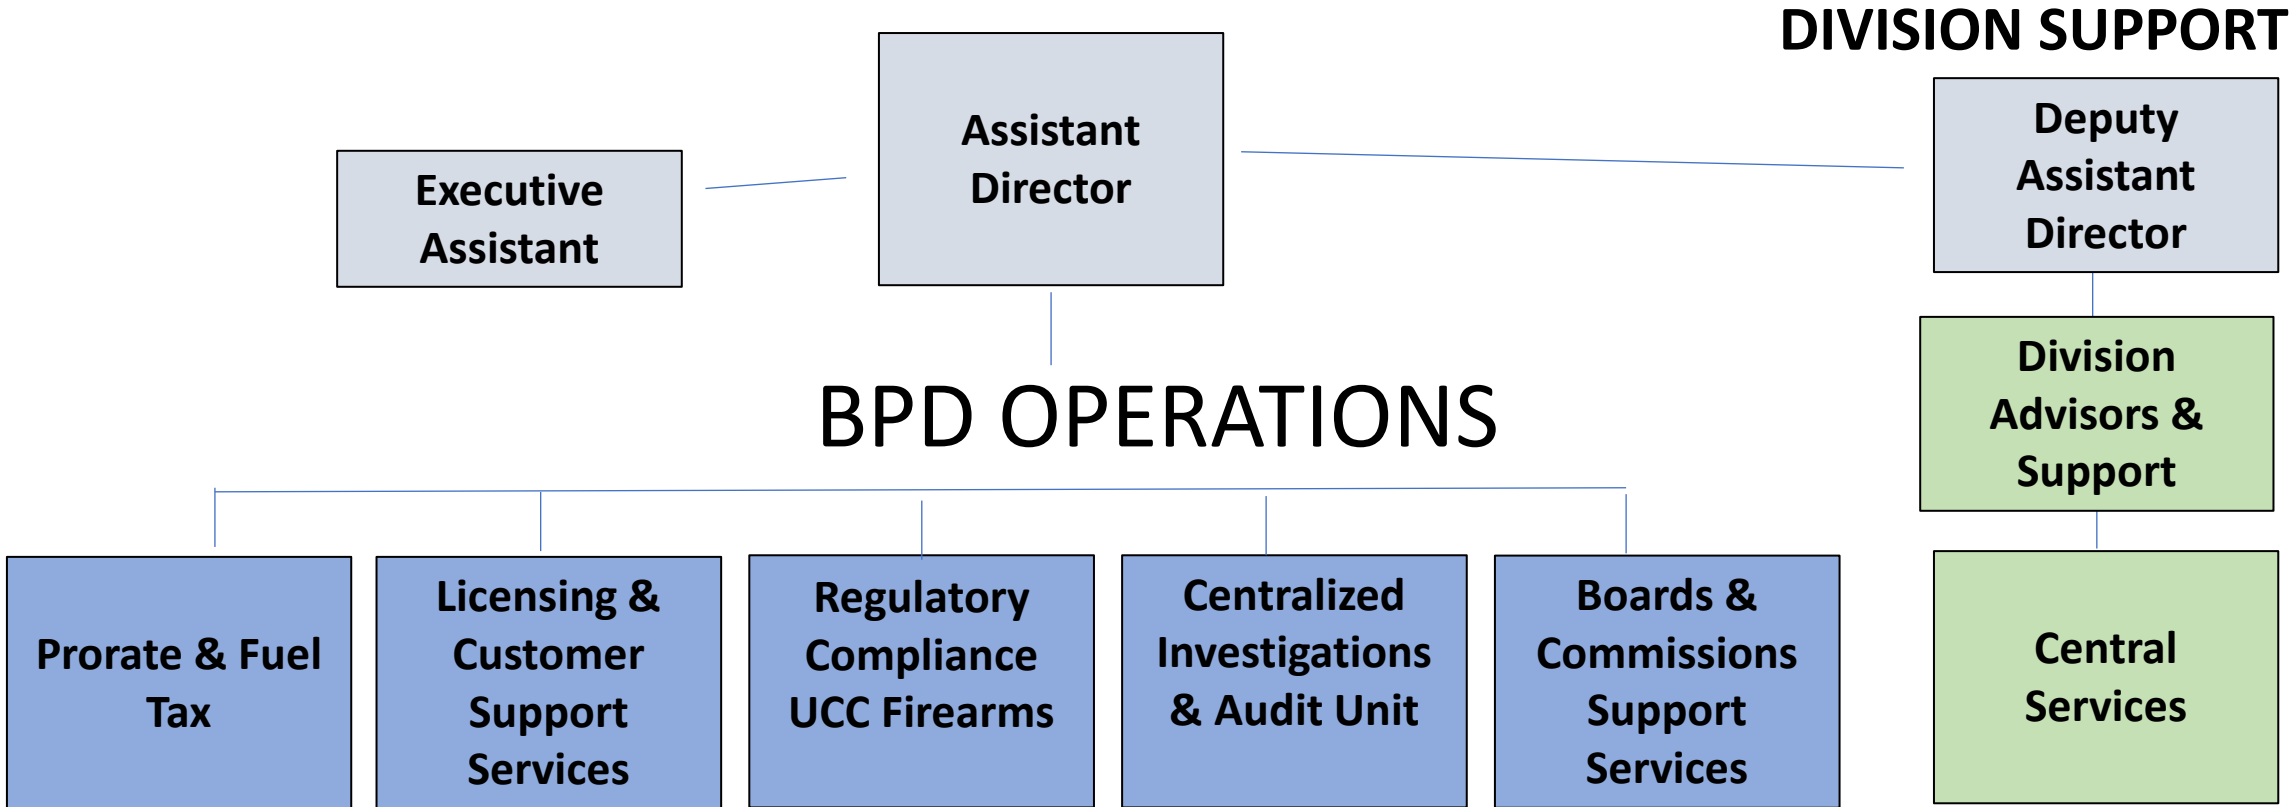 DIVISION SUPPORT
Assistant
Director
Executive
Assistant
Deputy
Assistant
Director
Division
Advisors &
Support
BPD OPERATIONS
Prorate & Fuel
Tax
Licensing &
Customer
Support
Services
Regulatory
Compliance
UCC Firearms
Centralized
Investigations
& Audit Unit
Boards &
Commissions
Support
Services
Central
Services